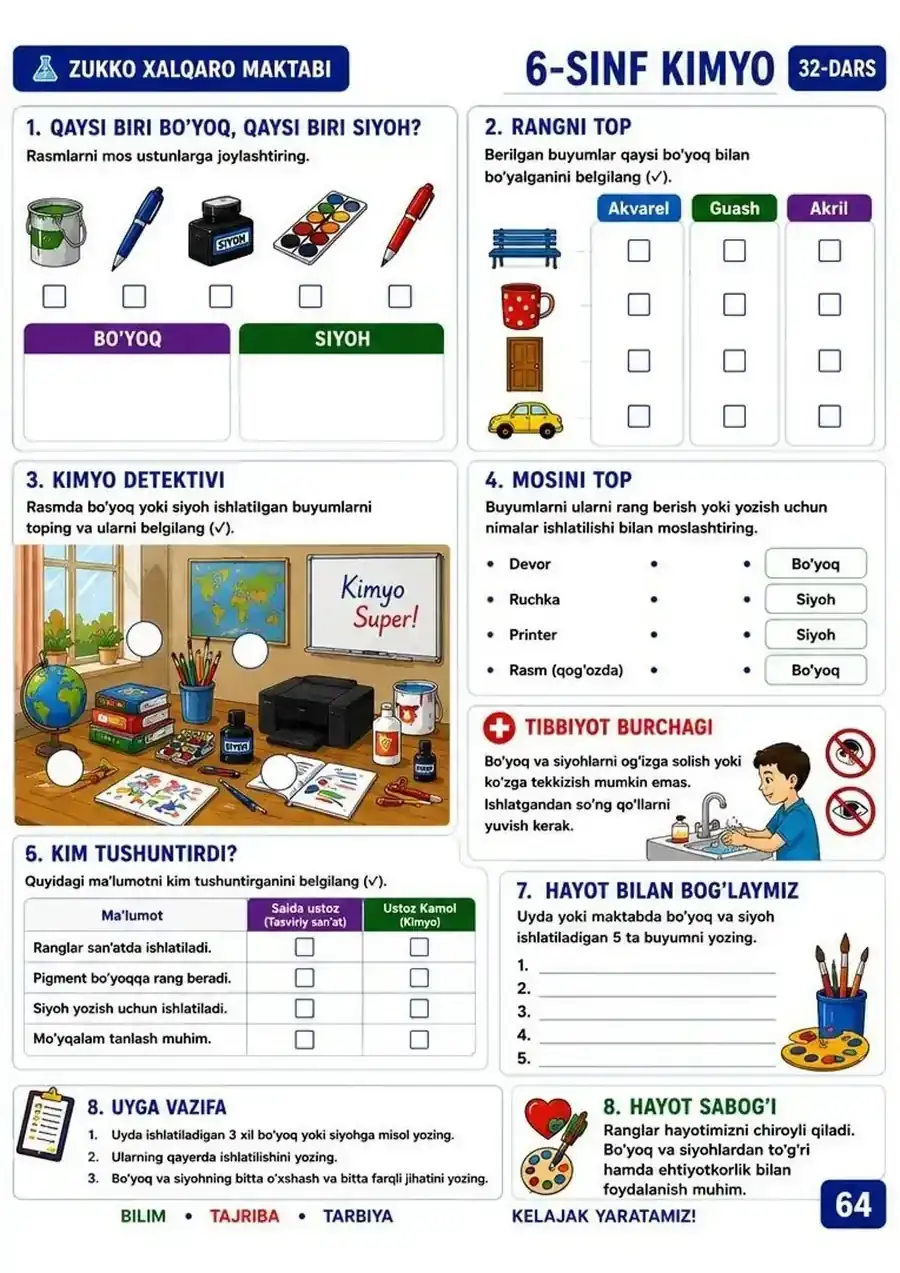 ZUKKO XALQARO MAKTABI
6-SINF KIMYO
32-DARS
1. QAYSI BIRI BO'YOQ, QAYSI BIRI SIYOH?
Rasmlarni mos ustunlarga joylashtiring.
SIYOH
BO'YOQ
SIYOH
2. RANGNI TOP
Berilgan buyumlar qaysi bo'yoq bilan
bo'yalganini belgilang (✓).
Akvarel
Guash
Akril
3. KIMYO DETEKTIVI
Rasmda bo'yoq yoki siyoh ishlatilgan buyumlarni
toping va ularni belgilang (✓).
Kimyo
Super!
4. MOSINI TOP
Buyumlarni ularni rang berish yoki yozish uchun
nimalar ishlatilishi bilan moslashtiring.
• Devor • • Bo'yoq
• Ruchka • • Siyoh
• Printer • • Siyoh
• Rasm (qog'ozda) • • Bo'yoq
TIBBIYOT BURCHAGI
Bo'yoq va siyohlarni og'izga solish yoki
ko'zga tekkizish mumkin emas.
Ishlatgandan so'ng qo'llarni
yuvish kerak.
5. KIM TUSHUNTIRDI?
Quyidagi ma'lumotni kim tushuntirganini belgilang (✓).
Ma'lumot
Saida ustoz
(Tasviriy san'at)
Ustoz Kamol
(Kimyo)
Ranglar san'atda ishlatiladi.
Pigment bo'yoqqa rang beradi.
Siyoh yozish uchun ishlatiladi.
Mo'yqalam tanlash muhim.
7. HAYOT BILAN BOG'LAYMIZ
Uyda yoki maktabda bo'yoq va siyoh
ishlatiladigan 5 ta buyumni yozing.
1.
2.
3.
4.
5.
8. UYGA VAZIFA
1. Uyda ishlatiladigan 3 xil bo'yoq yoki siyohga misol yozing.
2. Ularning qayerda ishlatilishini yozing.
3. Bo'yoq va siyohning bitta o'xshash va bitta farqli jihatini yozing.
8. HAYOT SABOG'I
Ranglar hayotimizni chiroyli qiladi.
Bo'yoq va siyohlardan to'g'ri
hamda ehtiyotkorlik bilan
foydalanish muhim.
BILIM • TAJRIBA • TARBIYA
KELAJAK YARATAMIZ!
64